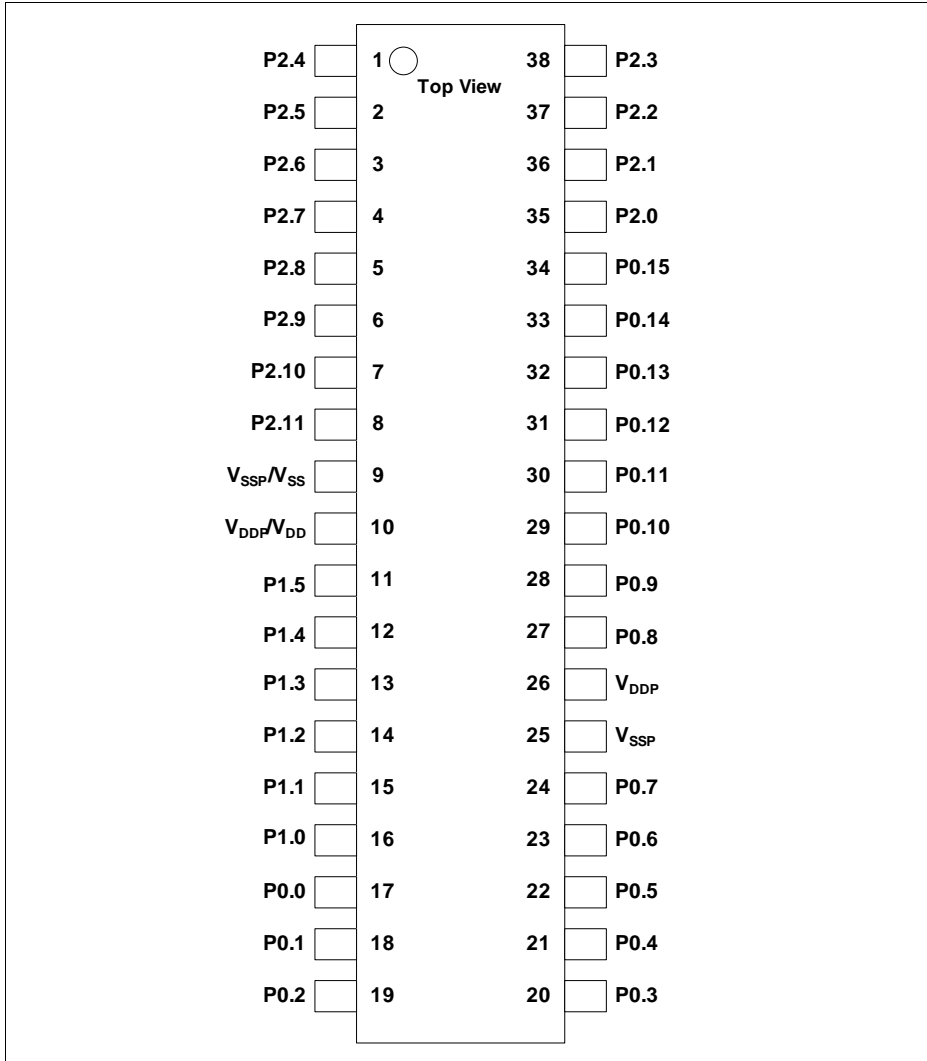 P2.4 1 38 P2.3
Top View
P2.5 2 37 P2.2
P2.6 3 36 P2.1
P2.7 4 35 P2.0
P2.8 5 34 P0.15
P2.9 6 33 P0.14
P2.10 7 32 P0.13
P2.11 8 31 P0.12
VSSP/VSS 9 30 P0.11
VDDP/VDD 10 29 P0.10
P1.5 11 28 P0.9
P1.4 12 27 P0.8
P1.3 13 26 VDDP
P1.2 14 25 VSSP
P1.1 15 24 P0.7
P1.0 16 23 P0.6
P0.0 17 22 P0.5
P0.1 18 21 P0.4
P0.2 19 20 P0.3